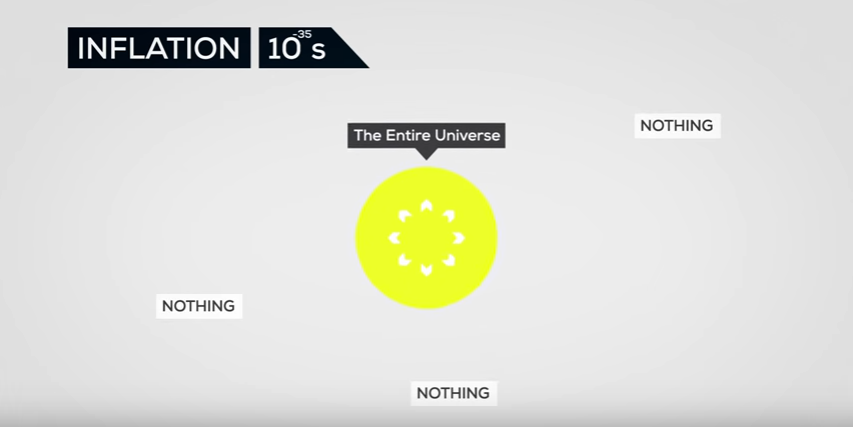 INFLATION 10⁻³⁵s
NOTHING
The Entire Universe
NOTHING
NOTHING